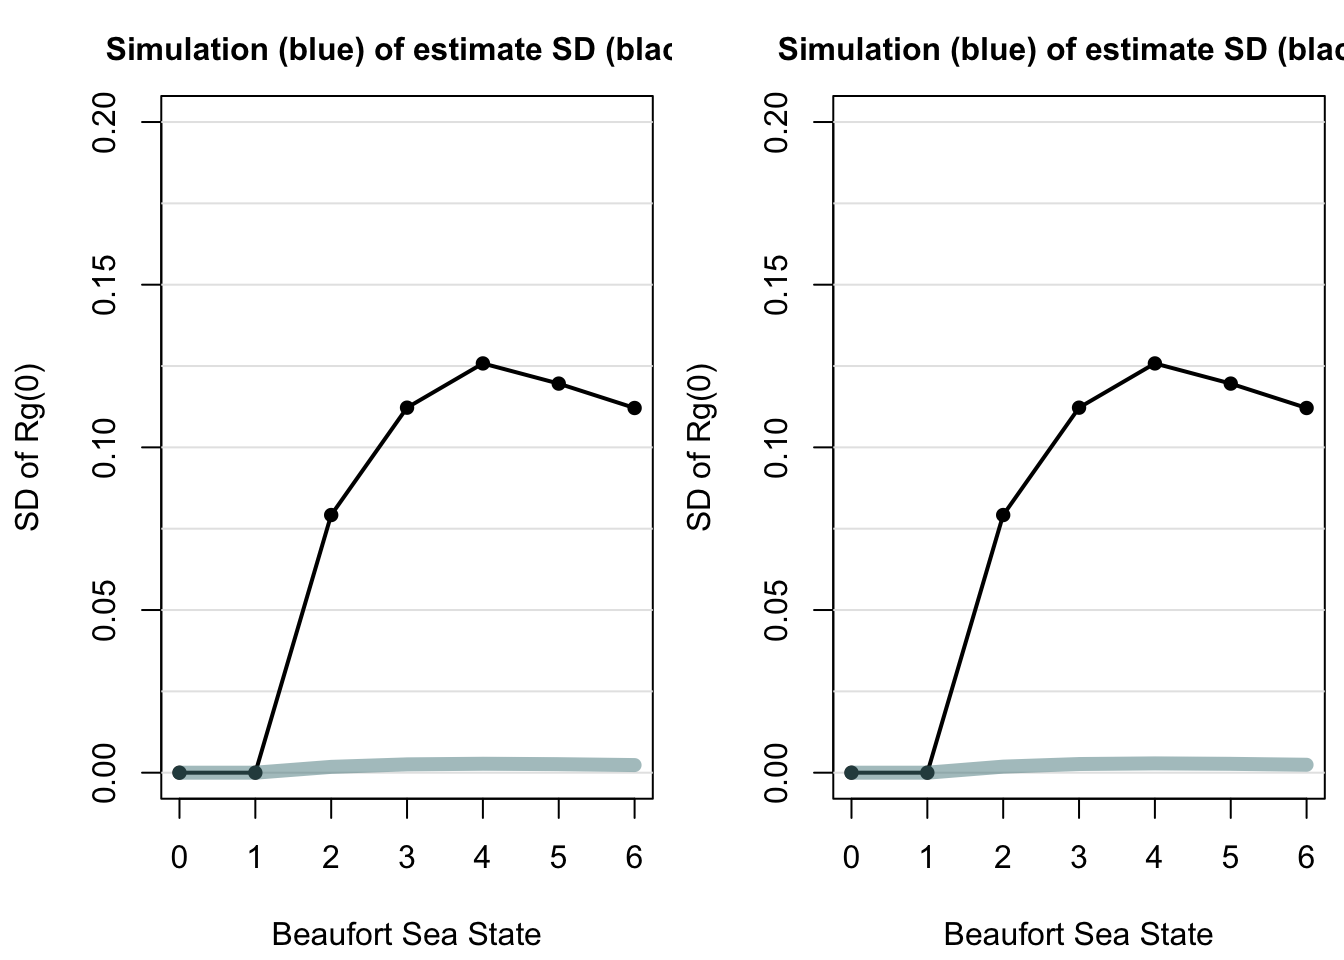 Simulation (blue) of estimate SD (blac
SD of Rg(0)
0.20
0.15
0.10
0.05
0.00
0 1 2 3 4 5 6
Beaufort Sea State
Simulation (blue) of estimate SD (blac
SD of Rg(0)
0.20
0.15
0.10
0.05
0.00
0 1 2 3 4 5 6
Beaufort Sea State